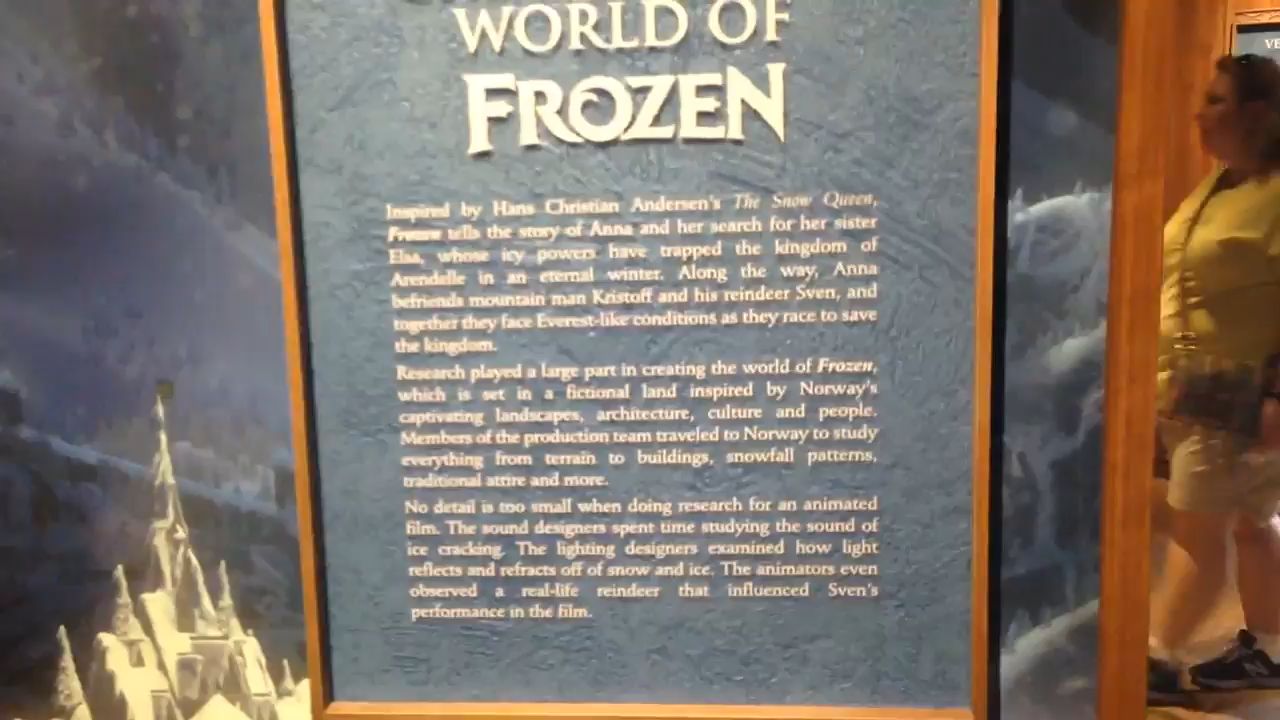 WORLD OF
FROZEN
Inspired by Hans Christian Andersen's The Snow Queen,
Frozen tells the story of Anna and her search for her sister
Elsa, whose icy powers have trapped the kingdom of
Arendelle in an eternal winter. Along the way, Anna
befriends mountain man Kristoff and his reindeer Sven, and
together they face Everest-like conditions as they race to save
the kingdom.
Research played a large part in creating the world of Frozen,
which is set in a fictional land inspired by Norway's
captivating landscapes, architecture, culture and people.
Members of the production team traveled to Norway to study
everything from terrain to buildings, snowfall patterns,
traditional attire and more.
No detail is too small when doing research for an animated
film. The sound designers spent time studying the sound of
ice cracking. The lighting designers examined how light
reflects and refracts off of snow and ice. The animators even
observed a real-life reindeer that influenced Sven's
performance in the film.